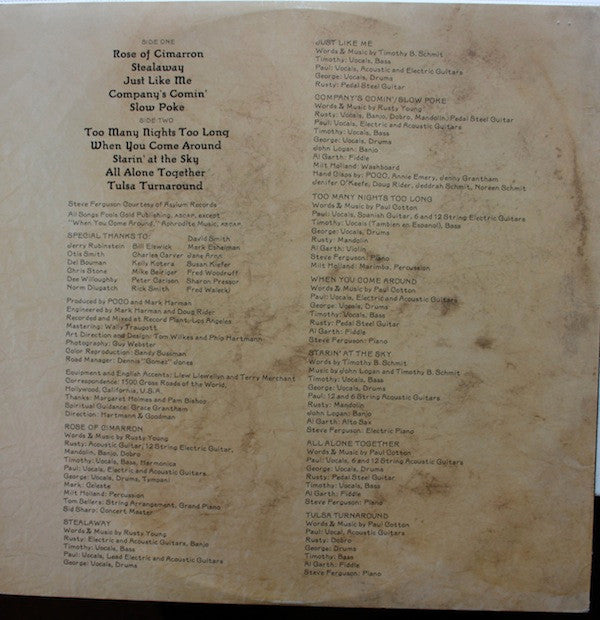 SIDE ONE
Rose of Cimarron
Stealaway
Just Like Me
Company's Comin'
Slow Poke
SIDE TWO
Too Many Nights Too Long
When You Come Around
Starin' at the Sky
All Alone Together
Tulsa Turnaround
Steve Ferguson Courtesy of Asylum Records
All Songs Fools Gold Publishing, ASCAP, except
"When You Come Around," Aphrodite Music, ASCAP
SPECIAL THANKS TO: David Smith
Jerry Rubinstein Bill Elswick Mark Eshelman
Otis Smith Charles Carver Jane Arnn
Del Bouman Kelly Kotera Susan Kiefer
Chris Stone Mike Beiriger Fred Woodruff
Dee Willoughby Peter Carlson Sharon Pressor
Norm Dlugatch Rick Smith Fred Walecki
Produced by POCO and Mark Harman
Engineered by Mark Harman and Doug Rider
Recorded and Mixed at Record Plant, Los Angeles
Mastering: Wally Traugott
Art Direction and Design: Tom Wilkes and Phip Hartmann
Photography: Guy Webster
Color Reproduction: Sandy Sussman
Road Manager: Dennis "Gomez" Jones
Equipment and English Accents: Llew Llewellyn and Terry Merchant
Correspondence: 1500 Cross Roads of the World,
Hollywood, California, U.S.A.
Thanks: Margaret Holmes and Pam Bishop
Spiritual Guidance: Grace Grantham
Direction: Hartmann & Goodman
ROSE OF CIMARRON
Words & Music by Rusty Young
Rusty: Acoustic Guitar, 12 String Electric Guitar,
Mandolin, Banjo, Dobro
Timothy: Vocals, Bass, Harmonica
Paul: Vocals, Electric and Acoustic Guitars
George: Vocals, Drums, Tympani
Mark: Celeste
Milt Holland: Percussion
Tom Sellers: String Arrangement, Grand Piano
Sid Sharp: Concert Master
STEALAWAY
Words & Music by Rusty Young
Rusty: Electric and Acoustic Guitars, Banjo
Timothy: Vocals, Bass
Paul: Vocals, Lead Electric and Acoustic Guitars
George: Vocals, Drums
JUST LIKE ME
Words & Music by Timothy B. Schmit
Timothy: Vocals, Bass
Paul: Vocals, Acoustic and Electric Guitars
George: Vocals, Drums
Rusty: Pedal Steel Guitar
COMPANY'S COMIN'/SLOW POKE
Words & Music by Rusty Young
Rusty: Vocals, Banjo, Dobro, Mandolin, Pedal Steel Guitar
Paul: Vocals, Electric and Acoustic Guitars
Timothy: Vocals, Bass
George: Vocals, Drums
John Logan: Banjo
Al Garth: Fiddle
Milt Holland: Washboard
Hand Claps by: POCO, Annie Emery, Jenny Grantham
Jenifer O'Keefe, Doug Rider, Jeddrah Schmit, Noreen Schmit
TOO MANY NIGHTS TOO LONG
Words & Music by Paul Cotton
Paul: Vocals, Spanish Guitar, 6 and 12 String Electric Guitars
Timothy: Vocals (Tambien en Espanol), Bass
George: Vocals, Drums
Rusty: Mandolin
Al Garth: Violin
Steve Ferguson: Piano
Milt Holland: Marimba, Percussion
WHEN YOU COME AROUND
Words & Music by Paul Cotton
Paul: Vocals, Electric and Acoustic Guitars
George: Vocals, Drums
Timothy: Vocals, Bass
Rusty: Pedal Steel Guitar
Al Garth: Fiddle
Steve Ferguson: Piano
STARIN' AT THE SKY
Words by Timothy B. Schmit
Music by John Logan and Timothy B. Schmit
Timothy: Vocals, Bass
George: Vocals, Drums
Paul: 12 and 6 String Acoustic Guitars
Rusty: Mandolin
John Logan: Banjo
Al Garth: Alto Sax
Steve Ferguson: Electric Piano
ALL ALONE TOGETHER
Words & Music by Paul Cotton
Paul: Vocals, 6 and 12 String Acoustic Guitars
George: Vocals, Drums
Rusty: Pedal Steel Guitar
Timothy: Vocals, Bass
Al Garth: Fiddle
Steve Ferguson: Piano
TULSA TURNAROUND
Words & Music by Paul Cotton
Paul: Vocal, Acoustic Guitars
Rusty: Dobro
George: Drums
Timothy: Bass
Al Garth: Fiddle
Steve Ferguson: Piano